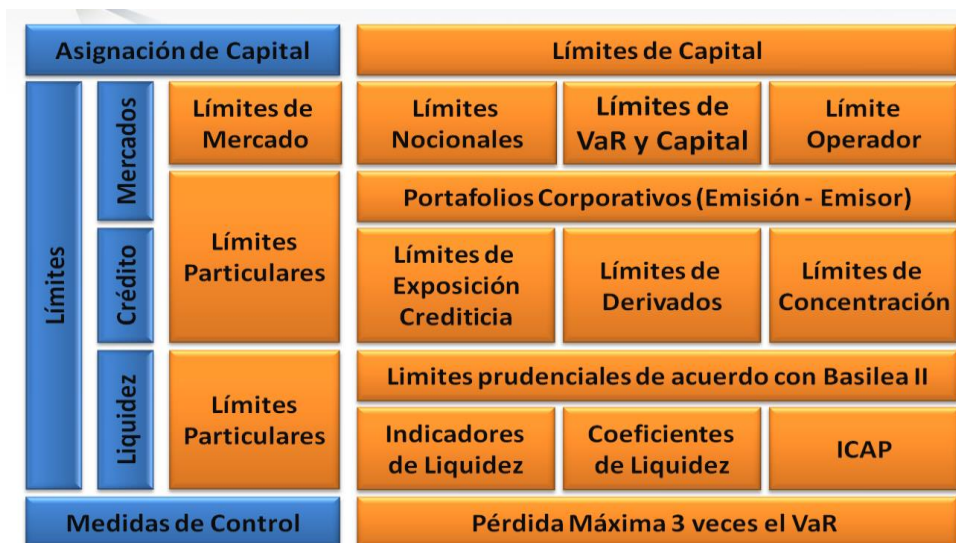 Asignación de Capital
Límites de Capital
Límites
Mercados
Límites de
Mercado
Límites
Nocionales
Límites de
VaR y Capital
Límite
Operador
Portafolios Corporativos (Emisión - Emisor)
Límites
Particulares
Crédito
Límites de
Exposición
Crediticia
Límites de
Derivados
Límites de
Concentración
Liquidez
Límites
Particulares
Limites prudenciales de acuerdo con Basilea II
Indicadores
de Liquidez
Coeficientes
de Liquidez
ICAP
Medidas de Control
Pérdida Máxima 3 veces el VaR